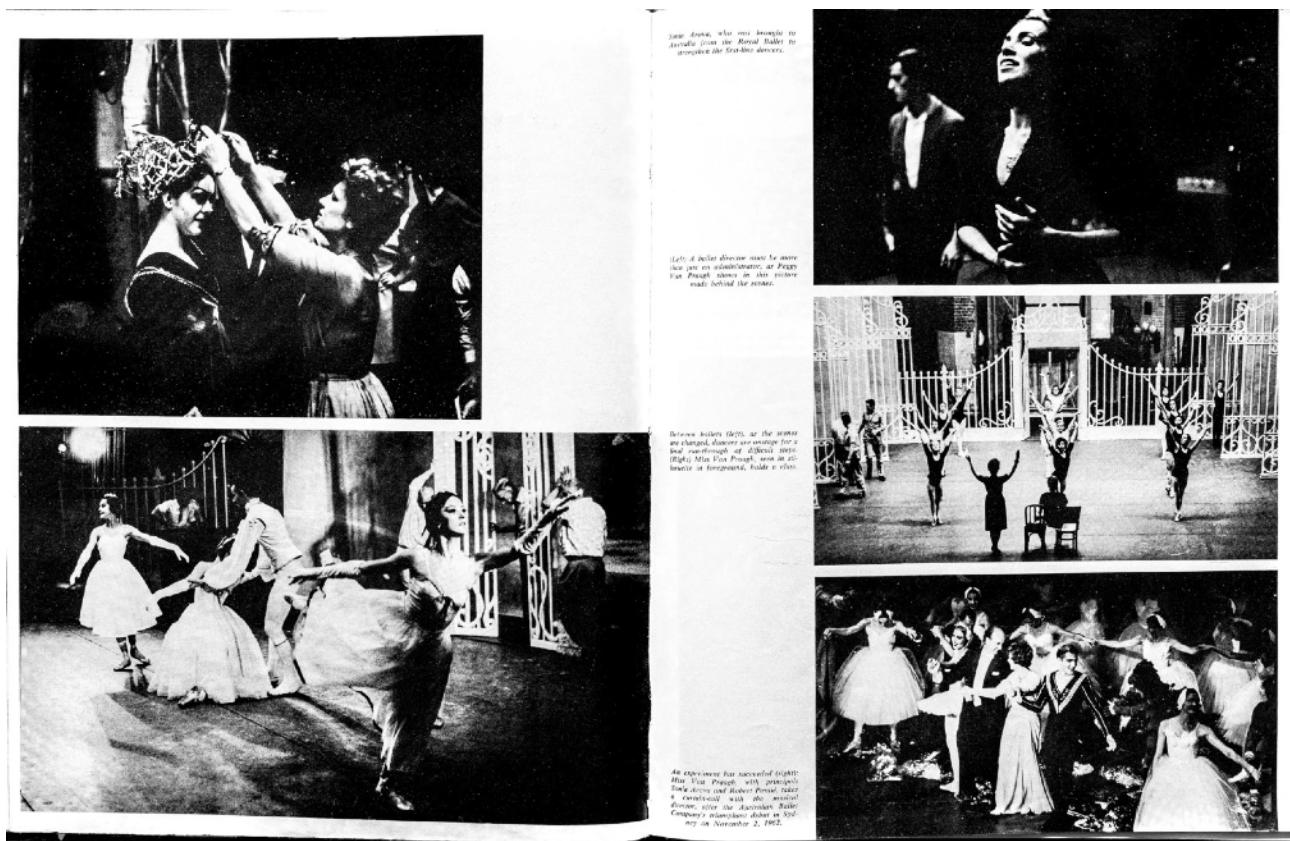 Sonia Arova, who was brought to
Australia from the Royal Ballet to
strengthen the first-line dancers.
(Left) A ballet director must be more
than just an administrator, as Peggy
Van Praagh shows in this picture
made behind the scenes.
Between ballets (left), as the scenes
are changed, dancers use onstage for a
final run-through of difficult steps.
(Right) Miss Van Praagh, seen in sil-
houette in foreground, holds a class.
An experiment has succeeded (right):
Miss Van Praagh, with principals
Sonia Arova and Robert Pomié, takes
a curtain-call with the musical
director, after the Australian Ballet
Company's triumphant debut in Syd-
ney on November 2, 1962.